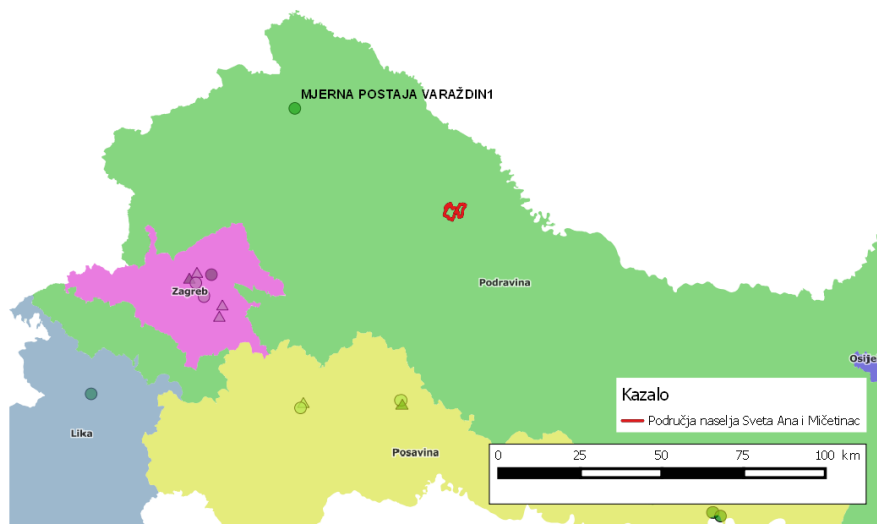 MJERNA POSTAJA VARAŽDIN1
Podravina
Zagreb
Osije
Kazalo
Područja naselja Sveta Ana i Mičetinac
Lika
Posavina
0 25 50 75 100 km